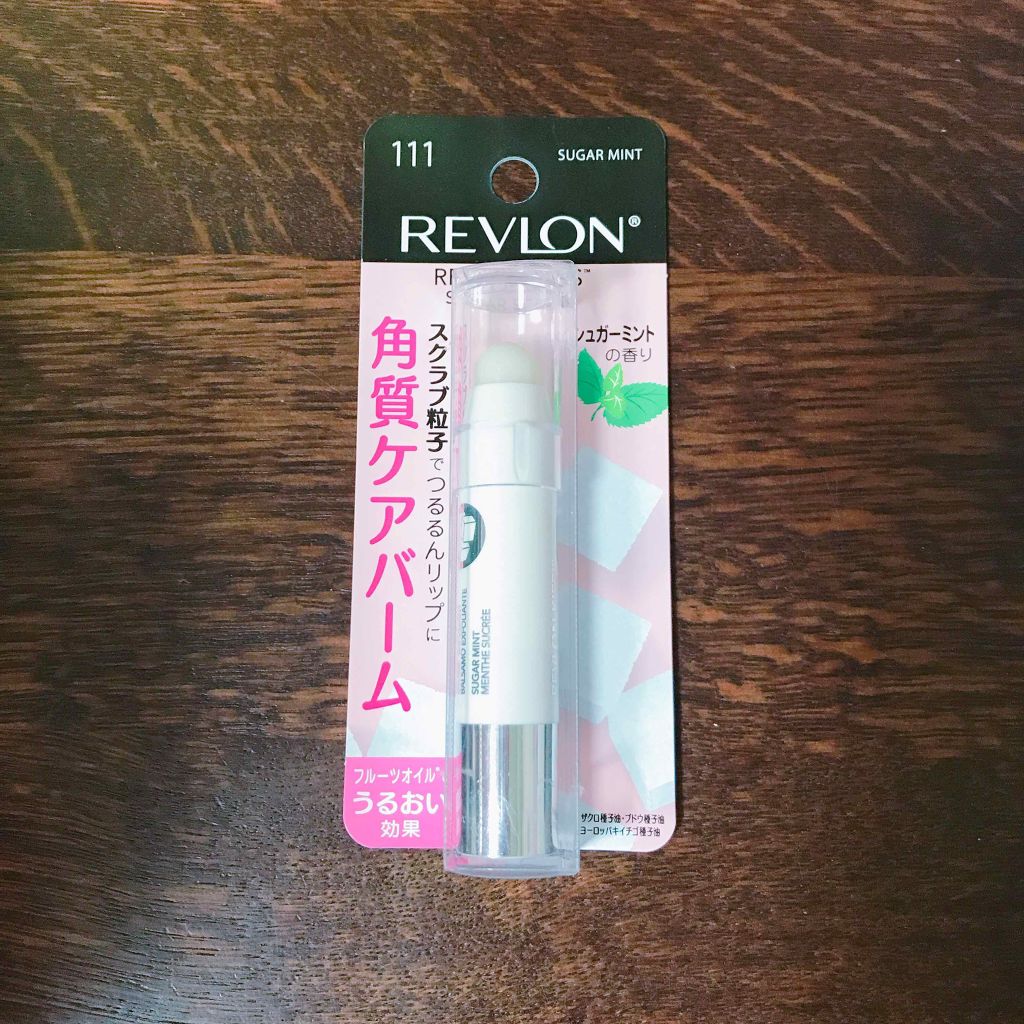 111
SUGAR MINT
REVLON®
角質ケアバーム
スクラブ粒子でつるるんリップに
シュガーミント
の香り
BALSAMO EXFOLIANTE
SUGAR MINT
MENTHE SUCRÉE
フルーツオイル*
うるおい
効果
ザクロ種子油・ブドウ種子油
ヨーロッパキイチゴ種子油